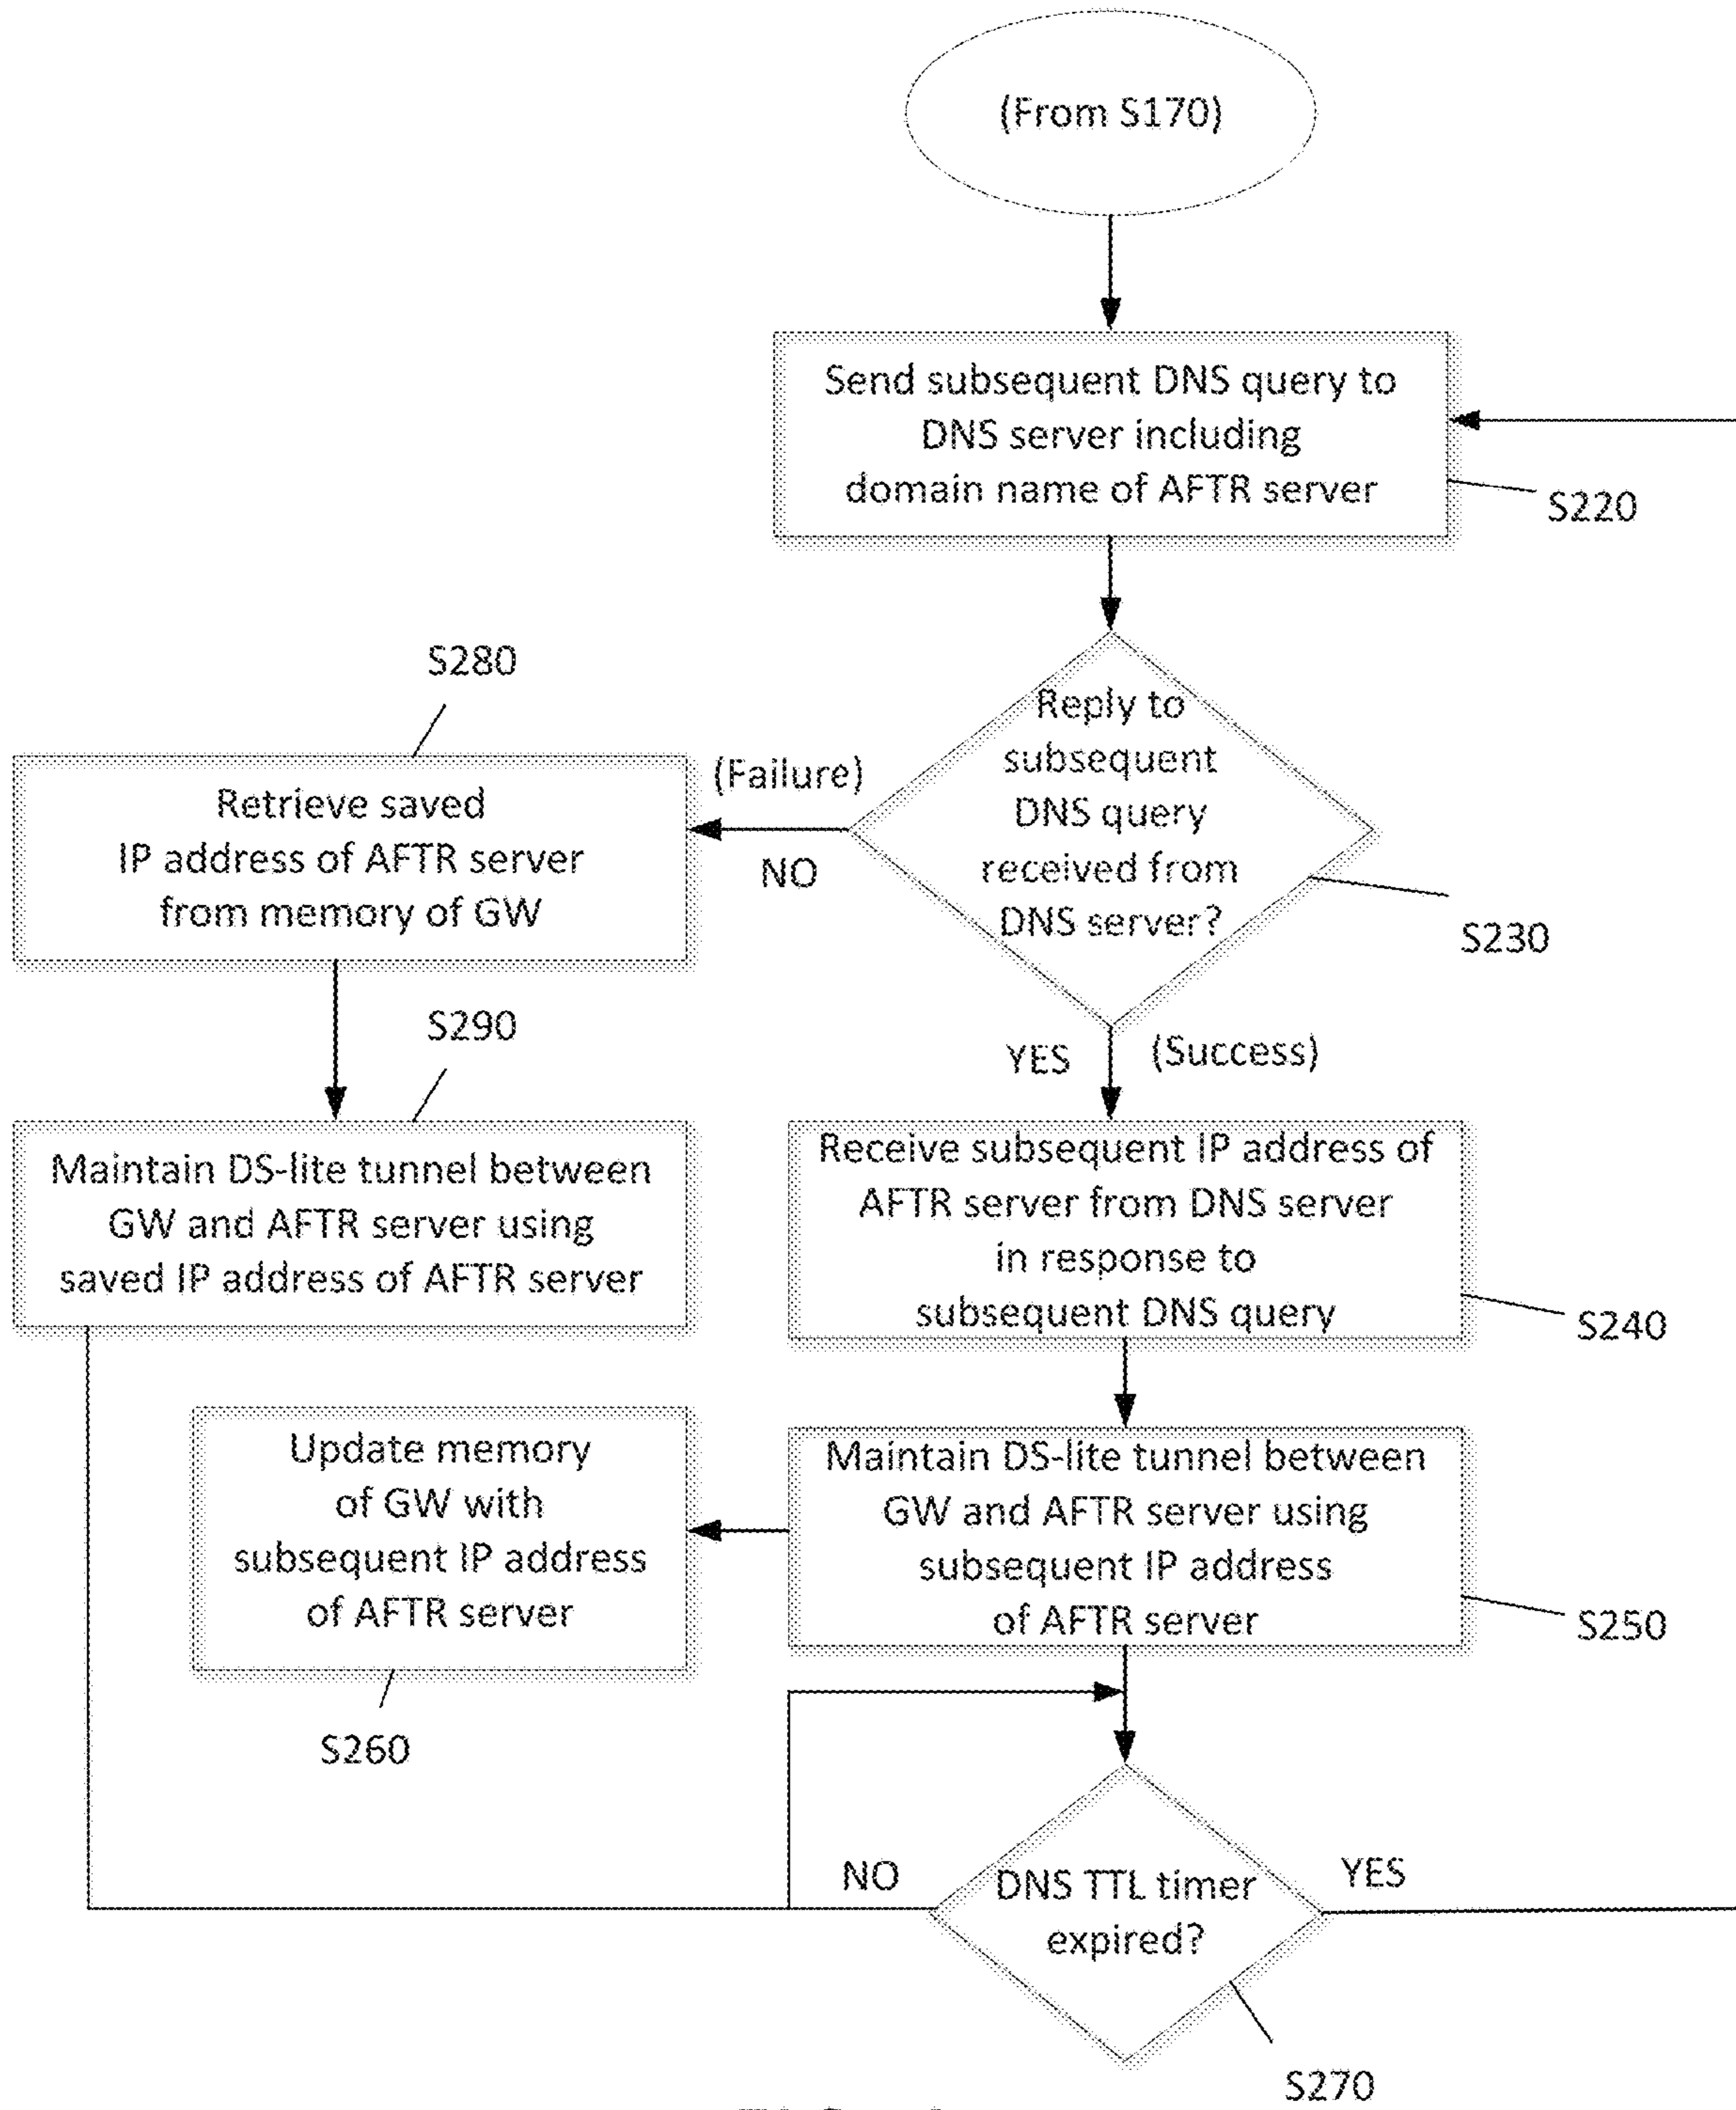 (From S170)
Send subsequent DNS query to
DNS server including
domain name of AFTR server
S220
Reply to
subsequent
DNS query
received from
DNS server?
S230
(Failure)
NO
S280
Retrieve saved
IP address of AFTR server
from memory of GW
S290
Maintain DS-lite tunnel between
GW and AFTR server using
saved IP address of AFTR server
YES
(Success)
Receive subsequent IP address of
AFTR server from DNS server
in response to
subsequent DNS query
S240
Maintain DS-lite tunnel between
GW and AFTR server using
subsequent IP address
of AFTR server
S250
Update memory
of GW with
subsequent IP address
of AFTR server
S260
NO
DNS TTL timer
expired?
YES
S270